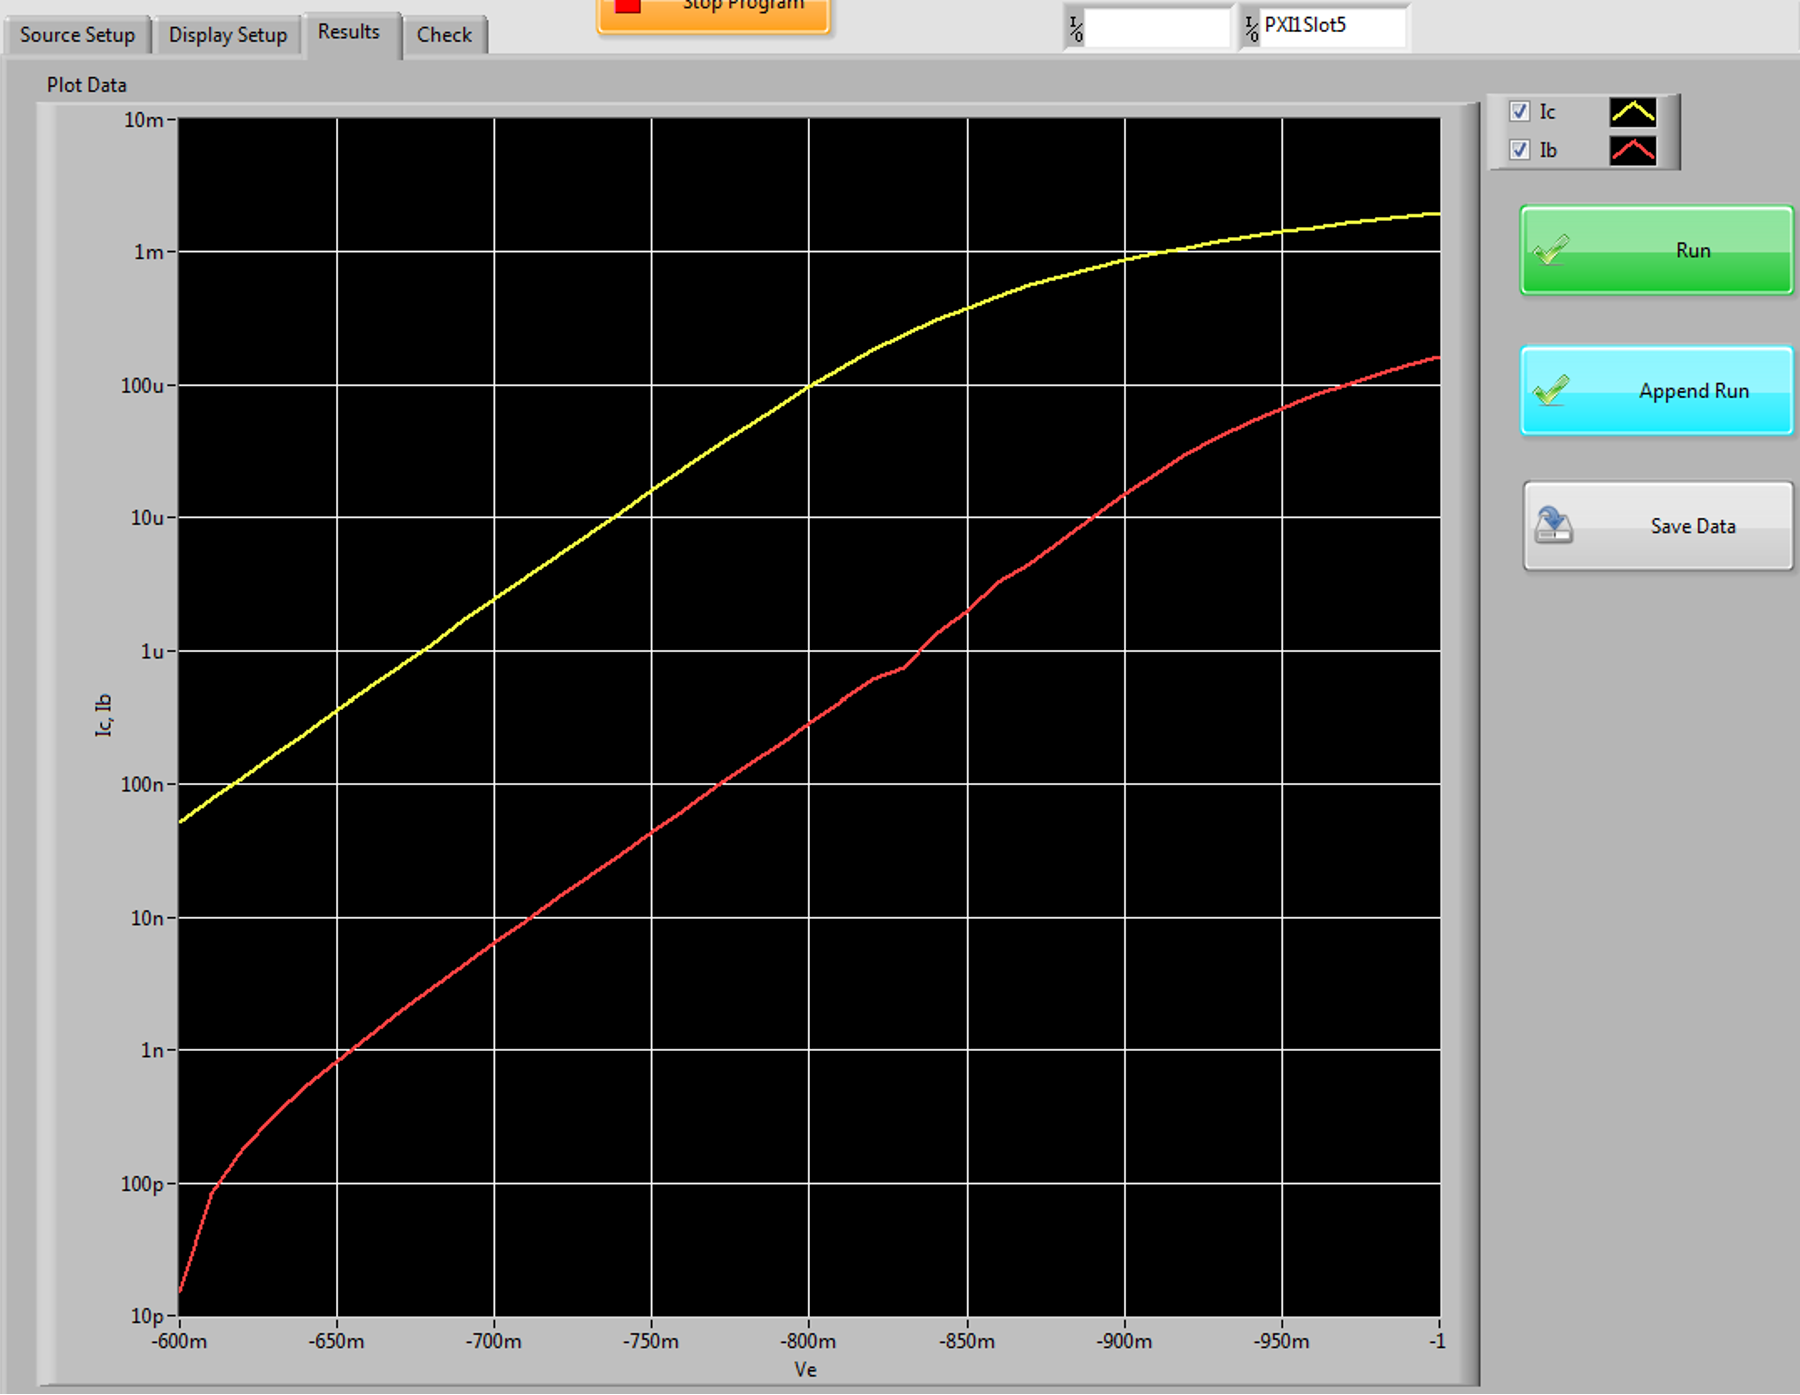 Stop Program
Source Setup
Display Setup
Results
Check
I/O
I/O
PXI1Slot5
Plot Data
Ic
Ib
Run
Append Run
Save Data
10m
1m
100u
10u
1u
100n
10n
1n
100p
10p
Ic, Ib
-600m
-650m
-700m
-750m
-800m
-850m
-900m
-950m
-1
Ve